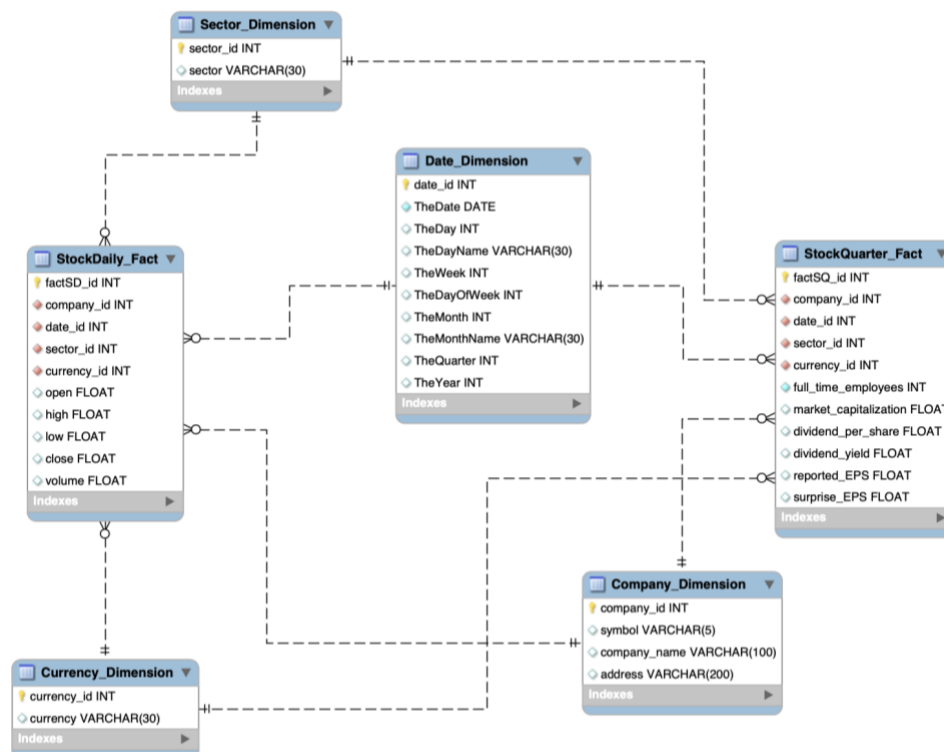 Sector_Dimension
sector_id INT
sector VARCHAR(30)
Indexes
Date_Dimension
date_id INT
TheDate DATE
TheDay INT
TheDayName VARCHAR(30)
TheWeek INT
TheDayOfWeek INT
TheMonth INT
TheMonthName VARCHAR(30)
TheQuarter INT
TheYear INT
Indexes
StockDaily_Fact
factSD_id INT
company_id INT
date_id INT
sector_id INT
currency_id INT
open FLOAT
high FLOAT
low FLOAT
close FLOAT
volume FLOAT
Indexes
StockQuarter_Fact
factSQ_id INT
company_id INT
date_id INT
sector_id INT
currency_id INT
full_time_employees INT
market_capitalization FLOAT
dividend_per_share FLOAT
dividend_yield FLOAT
reported_EPS FLOAT
surprise_EPS FLOAT
Indexes
Company_Dimension
company_id INT
symbol VARCHAR(5)
company_name VARCHAR(100)
address VARCHAR(200)
Indexes
Currency_Dimension
currency_id INT
currency VARCHAR(30)
Indexes